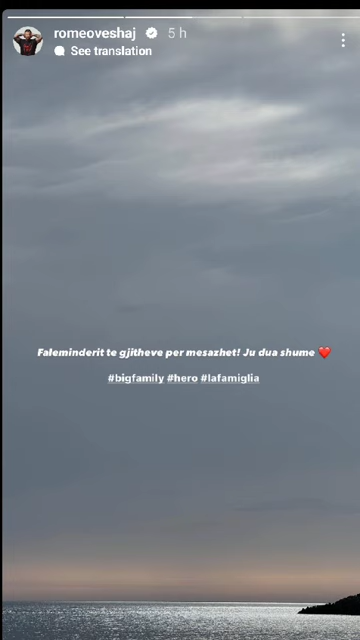 romeoveshaj 5 h
See translation
Faleminderit te gjitheve per mesazhet! Ju dua shume ❤️
#bigfamily #hero #lafamiglia